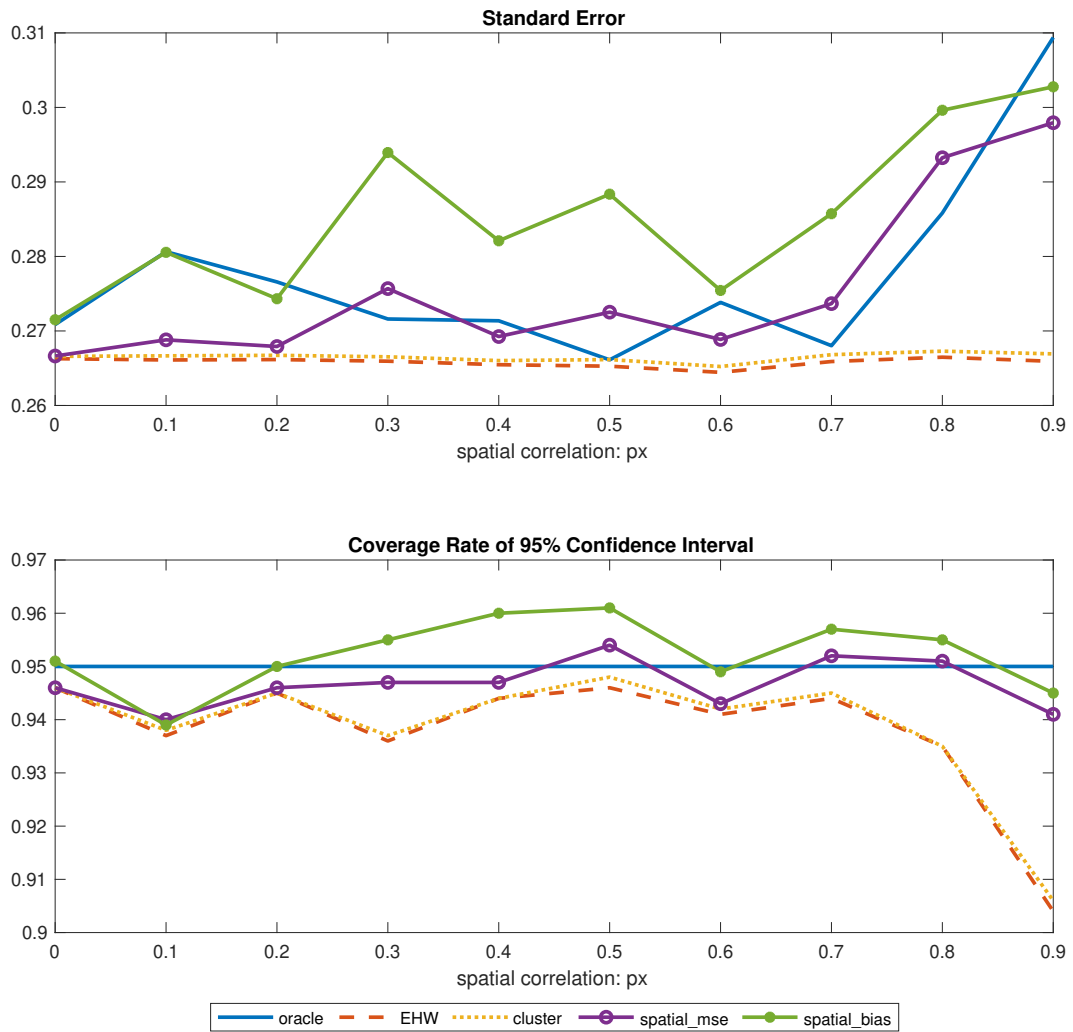 Standard Error
0.31
0.3
0.29
0.28
0.27
0.26
0 0.1 0.2 0.3 0.4 0.5 0.6 0.7 0.8 0.9
spatial correlation: px
Coverage Rate of 95% Confidence Interval
0.97
0.96
0.95
0.94
0.93
0.92
0.91
0.9
0 0.1 0.2 0.3 0.4 0.5 0.6 0.7 0.8 0.9
spatial correlation: px
oracle EHW cluster spatial_mse spatial_bias